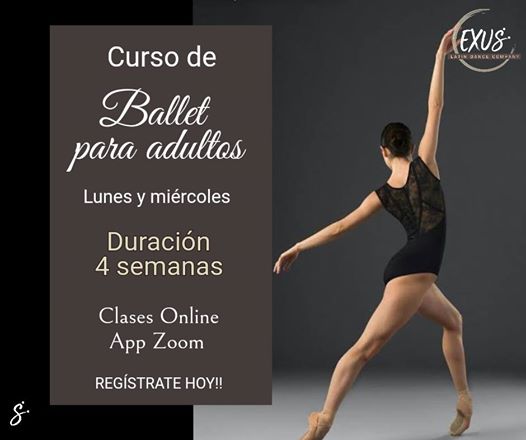 Curso de
Ballet
para adultos
Lunes y miércoles
Duración
4 semanas
Clases Online
App Zoom
REGÍSTRATE HOY!!
EXUS
LATIN DANCE COMPANY
S